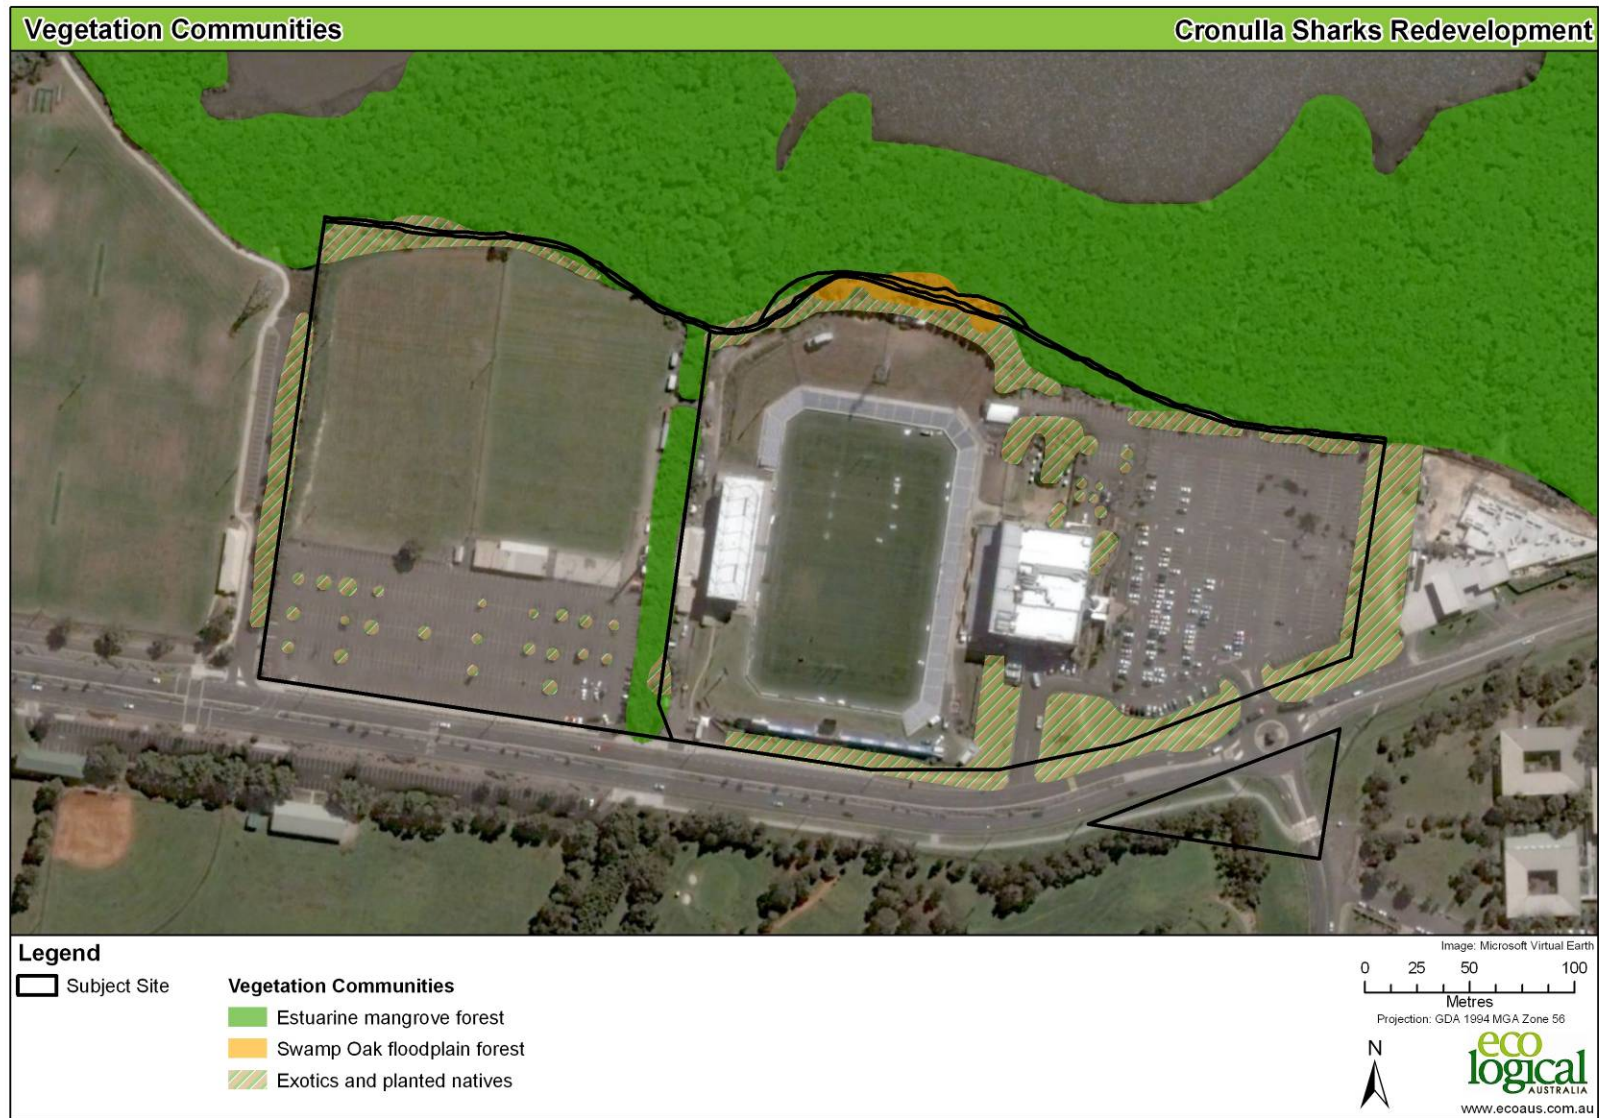 Vegetation Communities
Cronulla Sharks Redevelopment
Legend
Subject Site
Vegetation Communities
Estuarine mangrove forest
Swamp Oak floodplain forest
Exotics and planted natives
Image: Microsoft Virtual Earth
0 25 50 100
Metres
Projection: GDA 1994 MGA Zone 56
N
eco
logical
AUSTRALIA
www.ecoaus.com.au